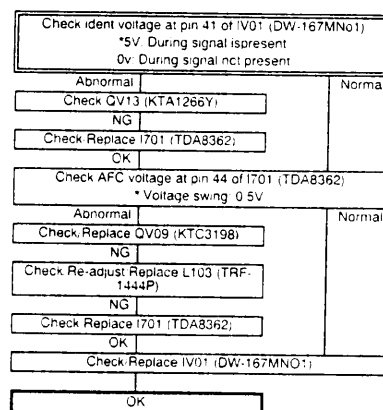 Check ident voltage at pin 41 of IV01 (DW-167MNo1)
*5V: During signal ispresent
0v: During signal nct present
Abnormal
Normal
Check QV13 (KTA1266Y)
NG
Check Replace I701 (TDA8362)
OK
Check AFC voltage at pin 44 of I701 (TDA8362)
* Voltage swing: 0 5V
Abnormal
Normal
Check, Replace QV09 (KTC3198)
NG
Check Re-adjust Replace L103 (TRF-
1444P)
NG
Check Replace I701 (TDA8362)
OK
Check Replace IV01 (DW-167MNO1)
OK